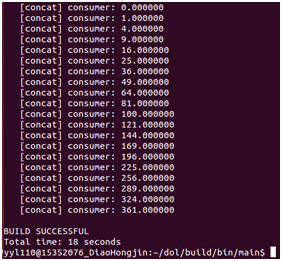 [concat] consumer: 0.000000
[concat] consumer: 1.000000
[concat] consumer: 4.000000
[concat] consumer: 9.000000
[concat] consumer: 16.000000
[concat] consumer: 25.000000
[concat] consumer: 36.000000
[concat] consumer: 49.000000
[concat] consumer: 64.000000
[concat] consumer: 81.000000
[concat] consumer: 100.000000
[concat] consumer: 121.000000
[concat] consumer: 144.000000
[concat] consumer: 169.000000
[concat] consumer: 196.000000
[concat] consumer: 225.000000
[concat] consumer: 256.000000
[concat] consumer: 289.000000
[concat] consumer: 324.000000
[concat] consumer: 361.000000
BUILD SUCCESSFUL
Total time: 18 seconds
yyl110@15352076_DiaoHongjin:~/dol/build/bin/main$